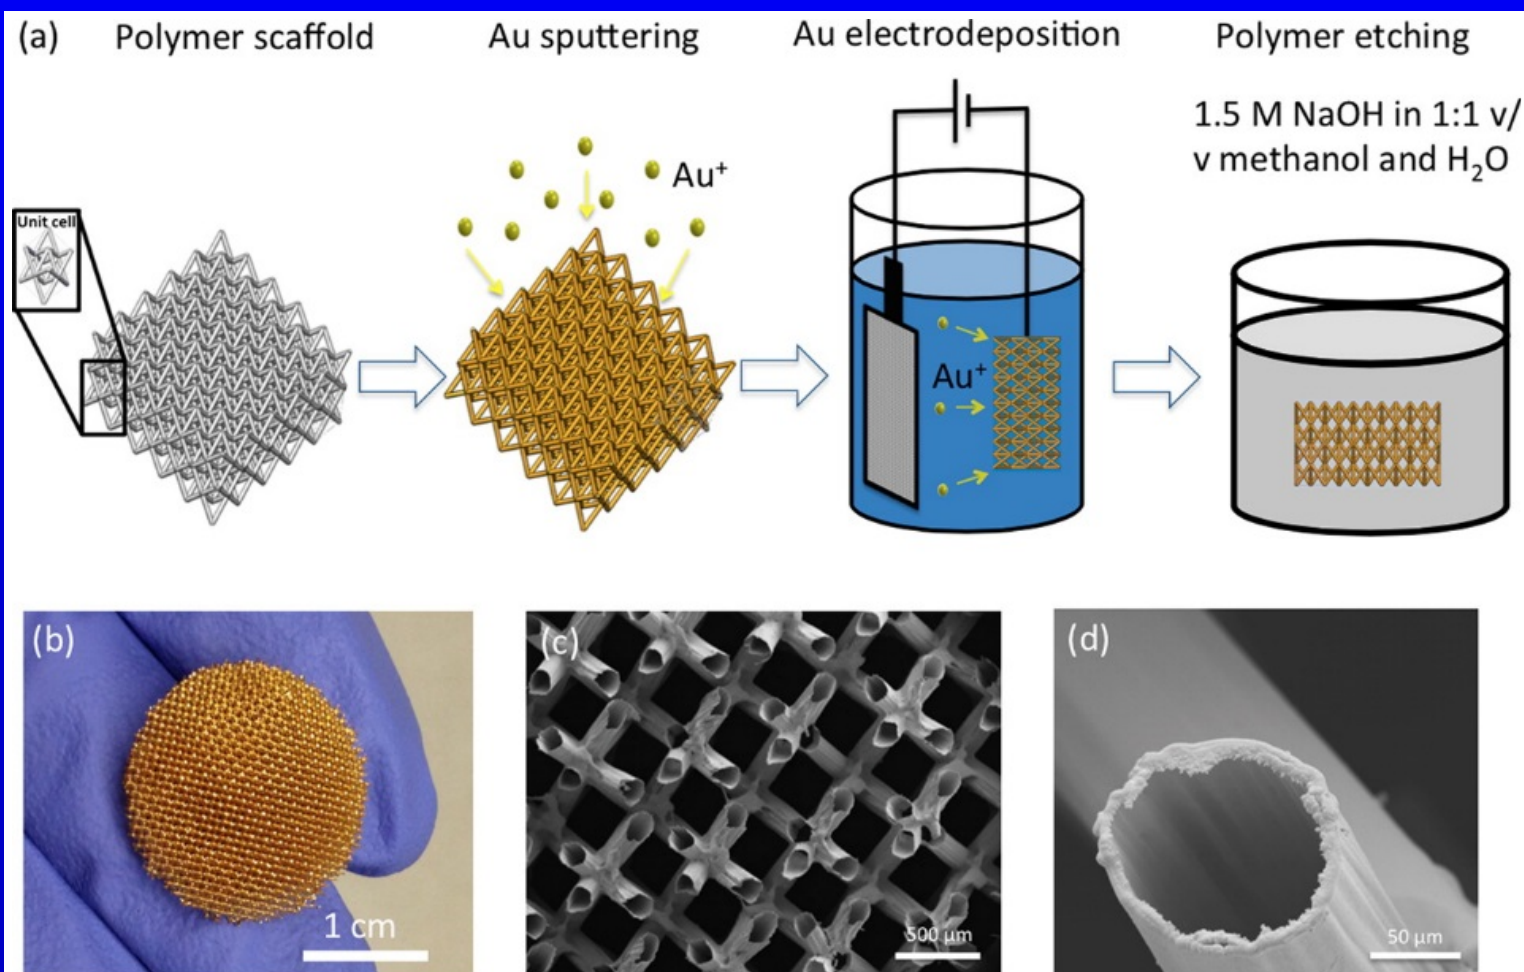 (a) Polymer scaffold Au sputtering Au electrodeposition Polymer etching
1.5 M NaOH in 1:1 v/
v methanol and H₂O
Au⁺
Unit cell
Au⁺
(b)
1 cm
(c)
500 µm
(d)
50 µm